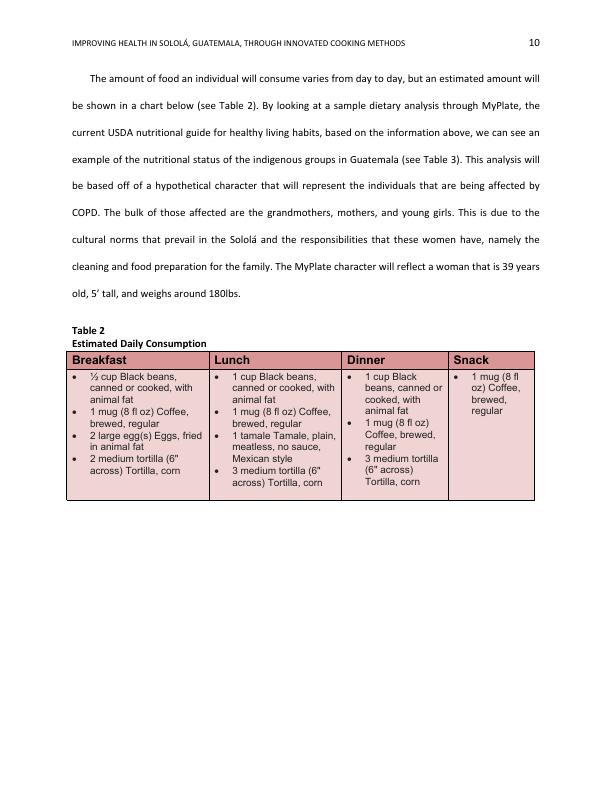 IMPROVING HEALTH IN SOLOLÁ, GUATEMALA, THROUGH INNOVATED COOKING METHODS 10
The amount of food an individual will consume varies from day to day, but an estimated amount will
be shown in a chart below (see Table 2). By looking at a sample dietary analysis through MyPlate, the
current USDA nutritional guide for healthy living habits, based on the information above, we can see an
example of the nutritional status of the indigenous groups in Guatemala (see Table 3). This analysis will
be based off of a hypothetical character that will represent the individuals that are being affected by
COPD. The bulk of those affected are the grandmothers, mothers, and young girls. This is due to the
cultural norms that prevail in the Sololá and the responsibilities that these women have, namely the
cleaning and food preparation for the family. The MyPlate character will reflect a woman that is 39 years
old, 5’ tall, and weighs around 180lbs.
Table 2
Estimated Daily Consumption
Breakfast
• ½ cup Black beans,
canned or cooked, with
animal fat
• 1 mug (8 fl oz) Coffee,
brewed, regular
• 2 large egg(s) Eggs, fried
in animal fat
• 2 medium tortilla (6"
across) Tortilla, corn
Lunch
• 1 cup Black beans,
canned or cooked, with
animal fat
• 1 mug (8 fl oz) Coffee,
brewed, regular
• 1 tamale Tamale, plain,
meatless, no sauce,
Mexican style
• 3 medium tortilla (6"
across) Tortilla, corn
Dinner
• 1 cup Black
beans, canned or
cooked, with
animal fat
• 1 mug (8 fl oz)
Coffee, brewed,
regular
• 3 medium tortilla
(6" across)
Tortilla, corn
Snack
• 1 mug (8 fl
oz) Coffee,
brewed,
regular